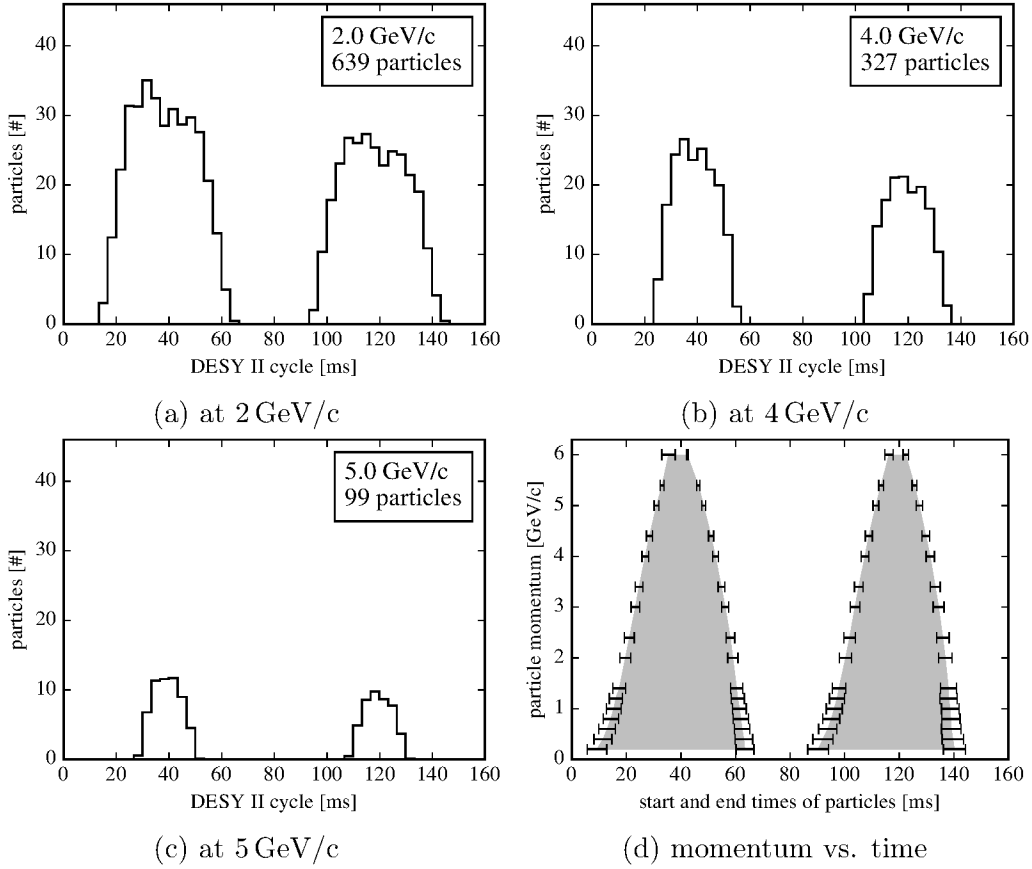 2.0 GeV/c
639 particles
particles [#]
40
30
20
10
0
0 20 40 60 80 100 120 140 160
DESY II cycle [ms]
(a) at 2 GeV/c
4.0 GeV/c
327 particles
particles [#]
40
30
20
10
0
0 20 40 60 80 100 120 140 160
DESY II cycle [ms]
(b) at 4 GeV/c
5.0 GeV/c
99 particles
particles [#]
40
30
20
10
0
0 20 40 60 80 100 120 140 160
DESY II cycle [ms]
(c) at 5 GeV/c
particle momentum [GeV/c]
6
5
4
3
2
1
0
0 20 40 60 80 100 120 140 160
start and end times of particles [ms]
(d) momentum vs. time